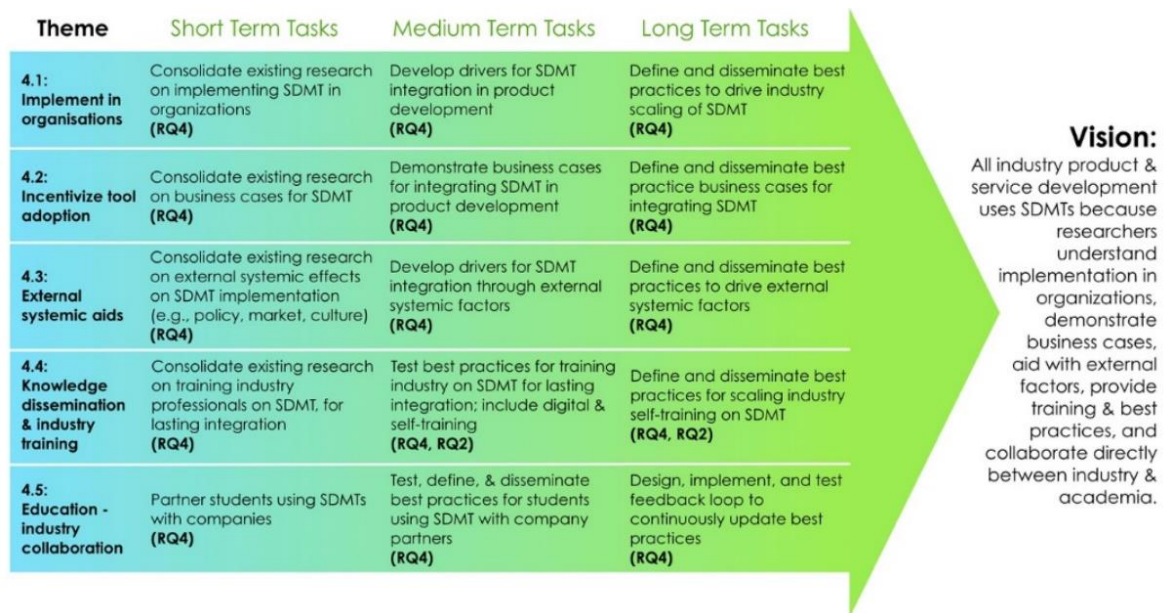 Theme
Short Term Tasks
Medium Term Tasks
Long Term Tasks
4.1:
Implement in
organisations
Consolidate existing research
on implementing SDMT in
organizations
(RQ4)
Develop drivers for SDMT
integration in product
development
(RQ4)
Define and disseminate best
practices to drive industry
scaling of SDMT
(RQ4)
4.2:
Incentivize tool
adoption
Consolidate existing research
on business cases for SDMT
(RQ4)
Demonstrate business cases
for integrating SDMT in
product development
(RQ4)
Define and disseminate best
practice business cases for
integrating SDMT
(RQ4)
4.3:
External
systemic aids
Consolidate existing research
on external systemic effects
on SDMT implementation
(e.g., policy, market, culture)
(RQ4)
Develop drivers for SDMT
integration through external
systemic factors
(RQ4)
Define and disseminate best
practices to drive external
systemic factors
(RQ4)
4.4:
Knowledge
dissemination
& industry
training
Consolidate existing research
on training industry
professionals on SDMT, for
lasting integration
(RQ4)
Test best practices for training
industry on SDMT for lasting
integration; include digital &
self-training
(RQ4, RQ2)
Define and disseminate best
practices for scaling industry
self-training on SDMT
(RQ4, RQ2)
4.5:
Education -
industry
collaboration
Partner students using SDMTs
with companies
(RQ4)
Test, define, & disseminate
best practices for students
using SDMT with company
partners
(RQ4)
Design, implement, and test
feedback loop to
continuously update best
practices
(RQ4)
Vision:
All industry product &
service development
uses SDMTs because
researchers
understand
implementation in
organizations,
demonstrate
business cases,
aid with external
factors, provide
training & best
practices, and
collaborate directly
between industry &
academia.